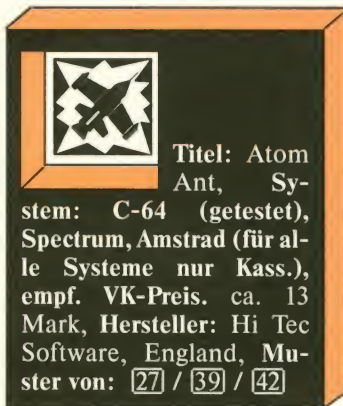 Titel: Atom
Ant, Sy-
stem: C-64 (getestet),
Spectrum, Amstrad (für al-
le Systeme nur Kass.),
empf. VK-Preis. ca. 13
Mark, Hersteller: Hi Tec
Software, England, Mu-
ster von: 27 / 39 / 42